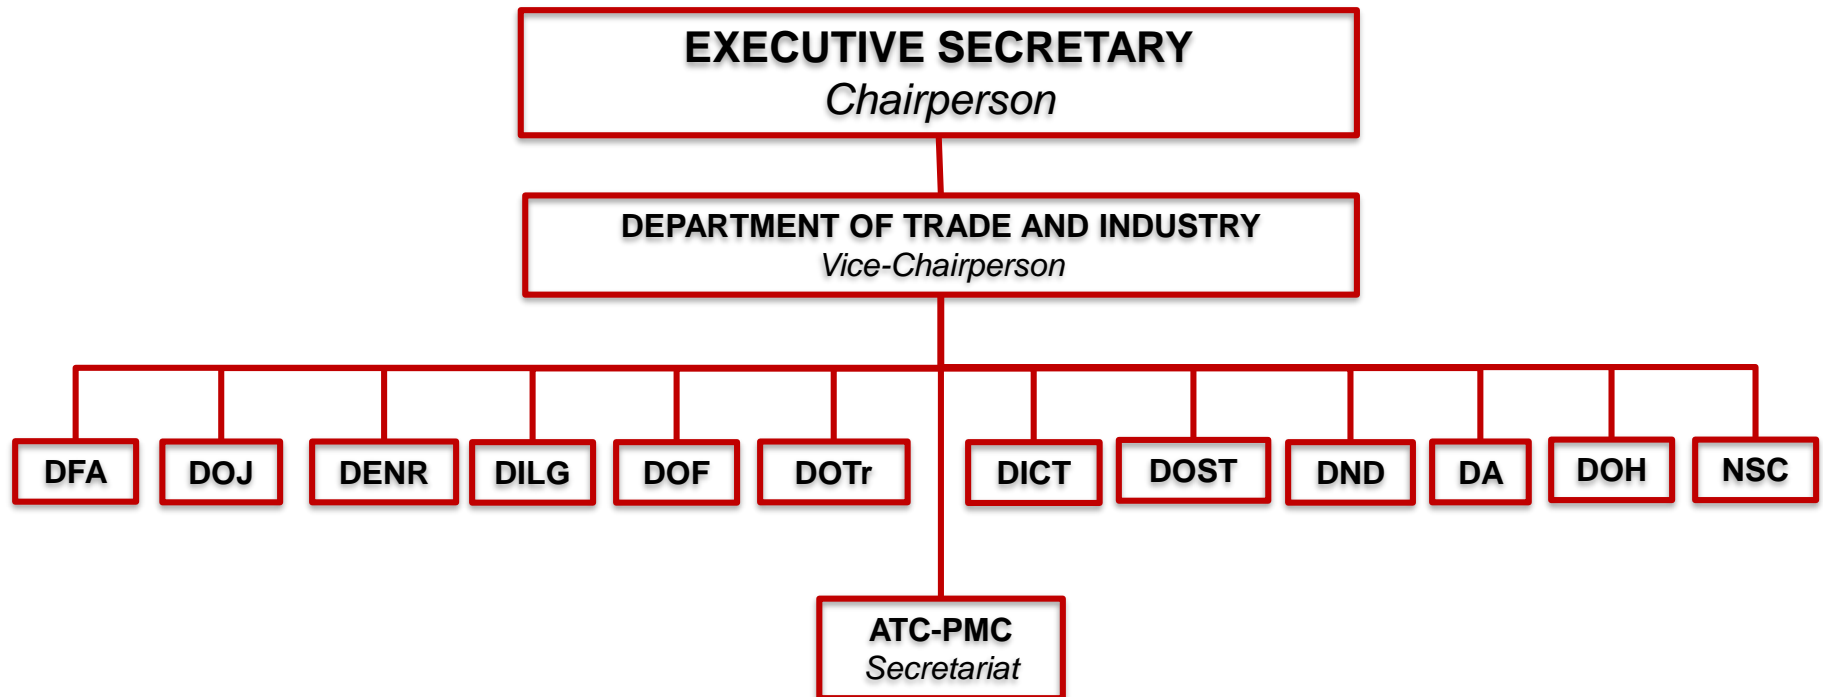 EXECUTIVE SECRETARY
Chairperson
DEPARTMENT OF TRADE AND INDUSTRY
Vice-Chairperson
DFA
DOJ
DENR
DILG
DOF
DOTr
DICT
DOST
DND
DA
DOH
NSC
ATC-PMC
Secretariat